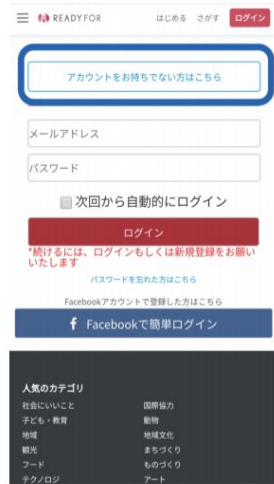 READYFOR はじめる さがす ログイン
アカウントをお持ちでない方はこちら
メールアドレス
パスワード
次回から自動的にログイン
ログイン
*続けるには、ログインもしくは新規登録をお願い
いたします
パスワードを忘れた方はこちら
Facebookアカウントで登録した方はこちら
f Facebookで簡単ログイン
人気のカテゴリ
社会にいいこと 国際協力
子ども・教育 動物
地域 地域文化
観光 まちづくり
フード ものづくり
テクノロジ アート